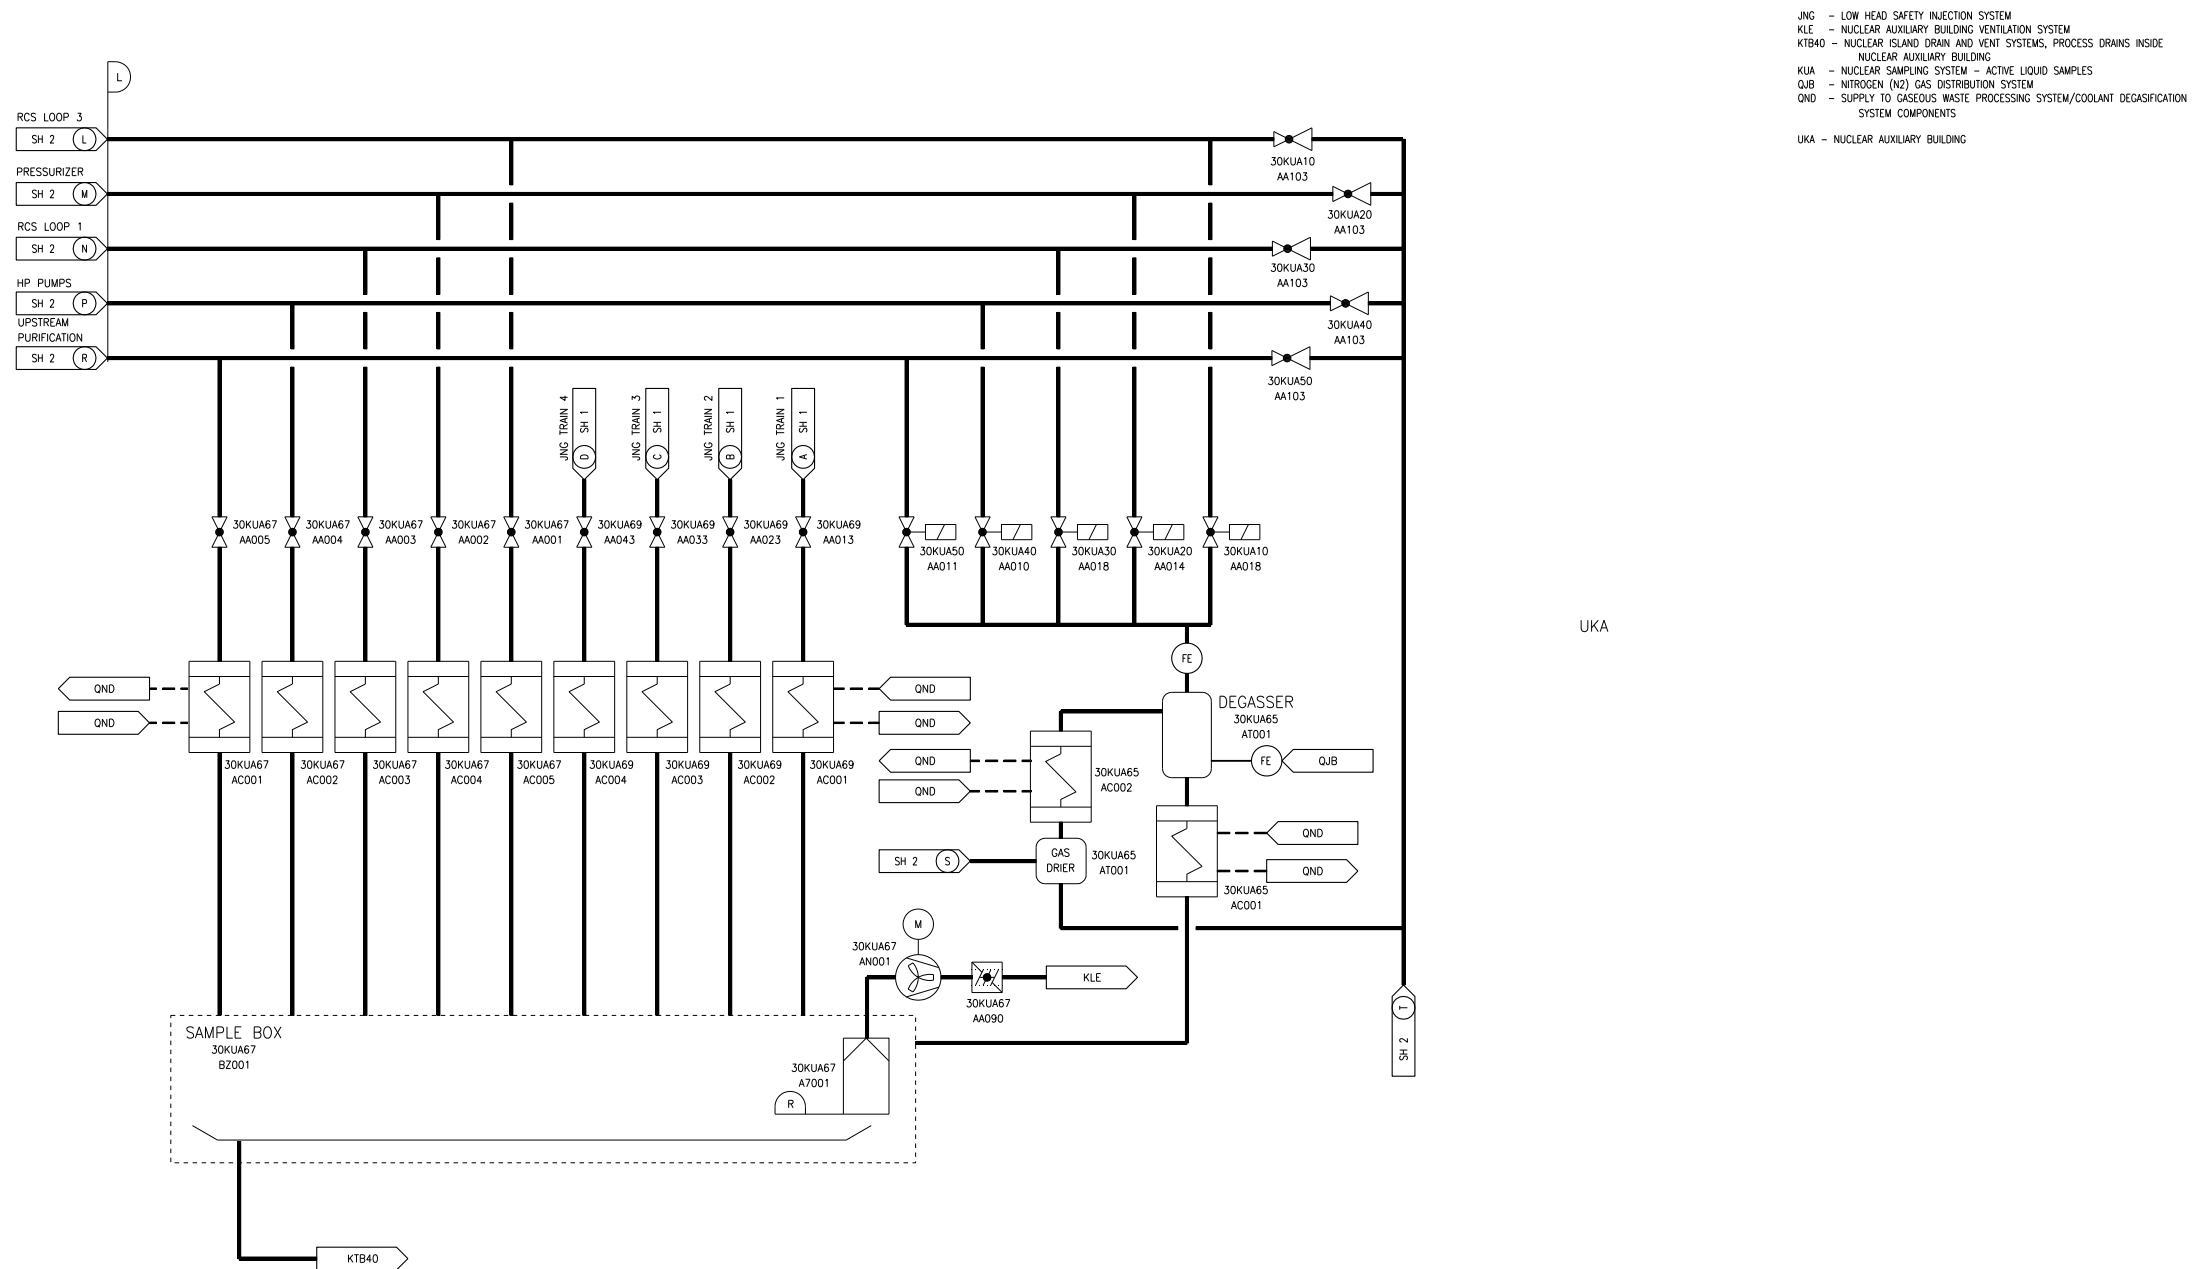 JNG – LOW HEAD SAFETY INJECTION SYSTEM
KLE – NUCLEAR AUXILIARY BUILDING VENTILATION SYSTEM
KTB40 – NUCLEAR ISLAND DRAIN AND VENT SYSTEMS, PROCESS DRAINS INSIDE
NUCLEAR AUXILIARY BUILDING
KUA – NUCLEAR SAMPLING SYSTEM – ACTIVE LIQUID SAMPLES
QJB – NITROGEN (N2) GAS DISTRIBUTION SYSTEM
QND – SUPPLY TO GASEOUS WASTE PROCESSING SYSTEM/COOLANT DEGASIFICATION
SYSTEM COMPONENTS
UKA – NUCLEAR AUXILIARY BUILDING
L
RCS LOOP 3
SH 2 L
PRESSURIZER
SH 2 M
RCS LOOP 1
SH 2 N
HP PUMPS
SH 2 P
UPSTREAM
PURIFICATION
SH 2 R
30KUA10
AA103
30KUA20
AA103
30KUA30
AA103
30KUA40
AA103
30KUA50
AA103
JNG TRAIN 4
SH 1 D
JNG TRAIN 3
SH 1 C
JNG TRAIN 2
SH 1 B
JNG TRAIN 1
SH 1 A
30KUA67
AA005
30KUA67
AA004
30KUA67
AA003
30KUA67
AA002
30KUA67
AA001
30KUA69
AA043
30KUA69
AA033
30KUA69
AA023
30KUA69
AA013
30KUA50
AA011
30KUA40
AA010
30KUA30
AA018
30KUA20
AA014
30KUA10
AA018
UKA
FE
QND
QND
QND
QND
30KUA67
AC001
30KUA67
AC002
30KUA67
AC003
30KUA67
AC004
30KUA67
AC005
30KUA69
AC004
30KUA69
AC003
30KUA69
AC002
30KUA69
AC001
DEGASSER
30KUA65
AT001
FE
QJB
QND
QND
30KUA65
AC002
QND
QND
30KUA65
AC001
SH 2 S
GAS
DRIER
30KUA65
AT001
M
30KUA67
AN001
30KUA67
AA090
KLE
SH 2 T
SAMPLE BOX
30KUA67
BZ001
30KUA67
A7001
R
KTB40